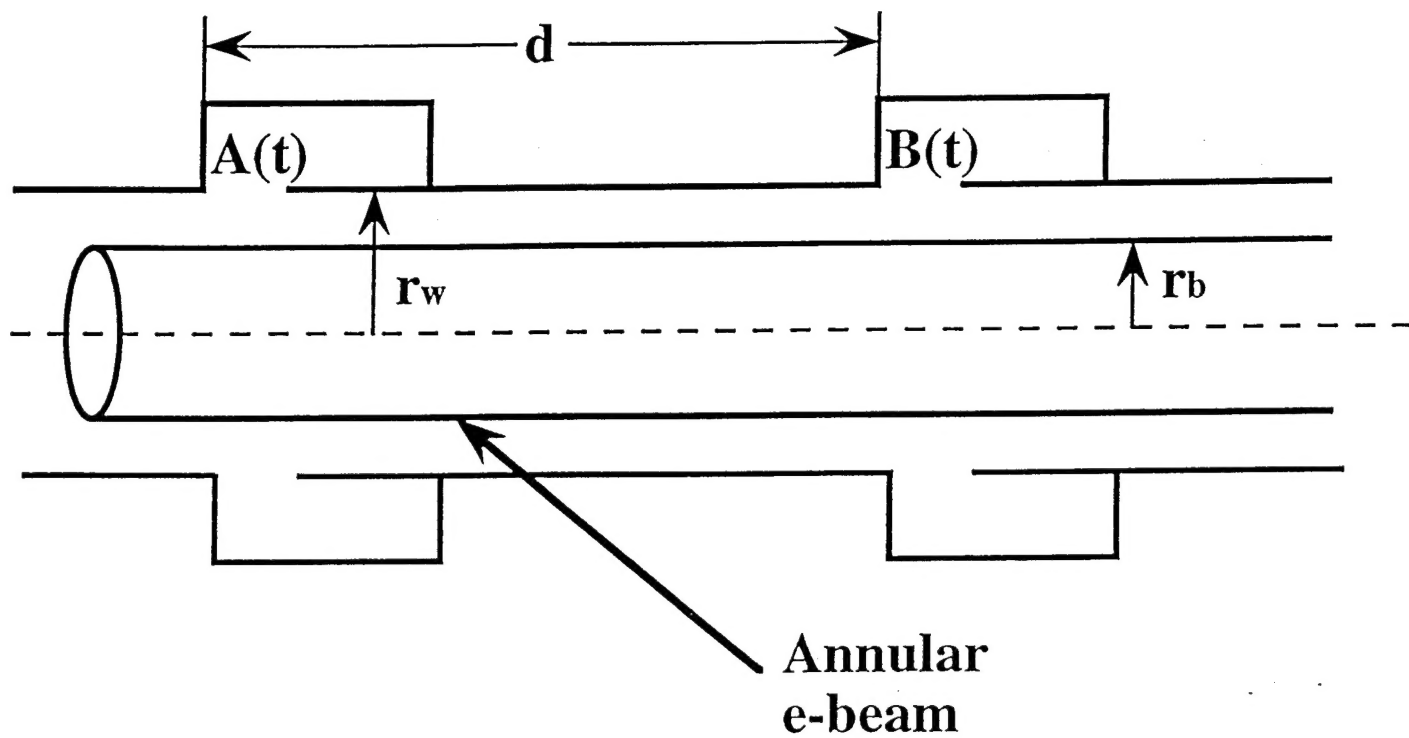 d
A(t)
B(t)
rw
rb
Annular
e-beam